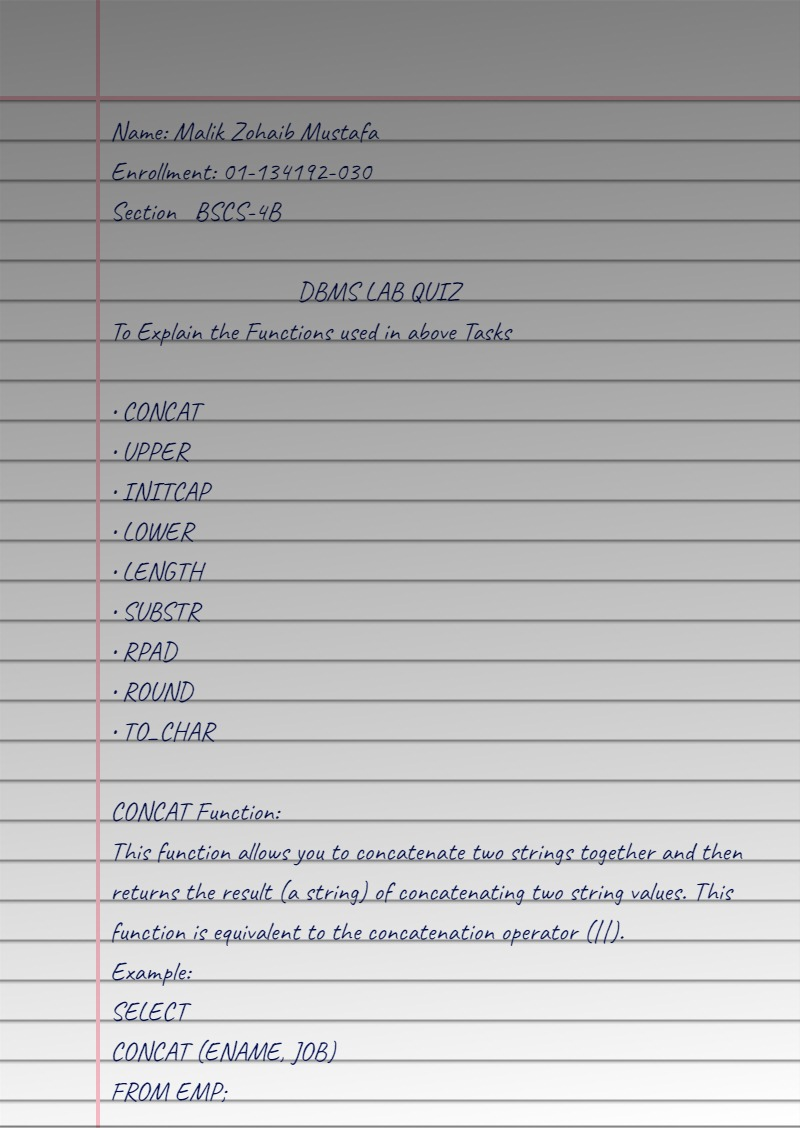 Name: Malik Zohaib Mustafa
Enrollment: 01-134192-030
Section BSCS-4B
DBMS LAB QUIZ
To Explain the Functions used in above Tasks
• CONCAT
• UPPER
• INITCAP
• LOWER
• LENGTH
• SUBSTR
• RPAD
• ROUND
• TO_CHAR
CONCAT Function:
This function allows you to concatenate two strings together and then
returns the result (a string) of concatenating two string values. This
function is equivalent to the concatenation operator (||).
Example:
SELECT
CONCAT (ENAME, JOB)
FROM EMP;